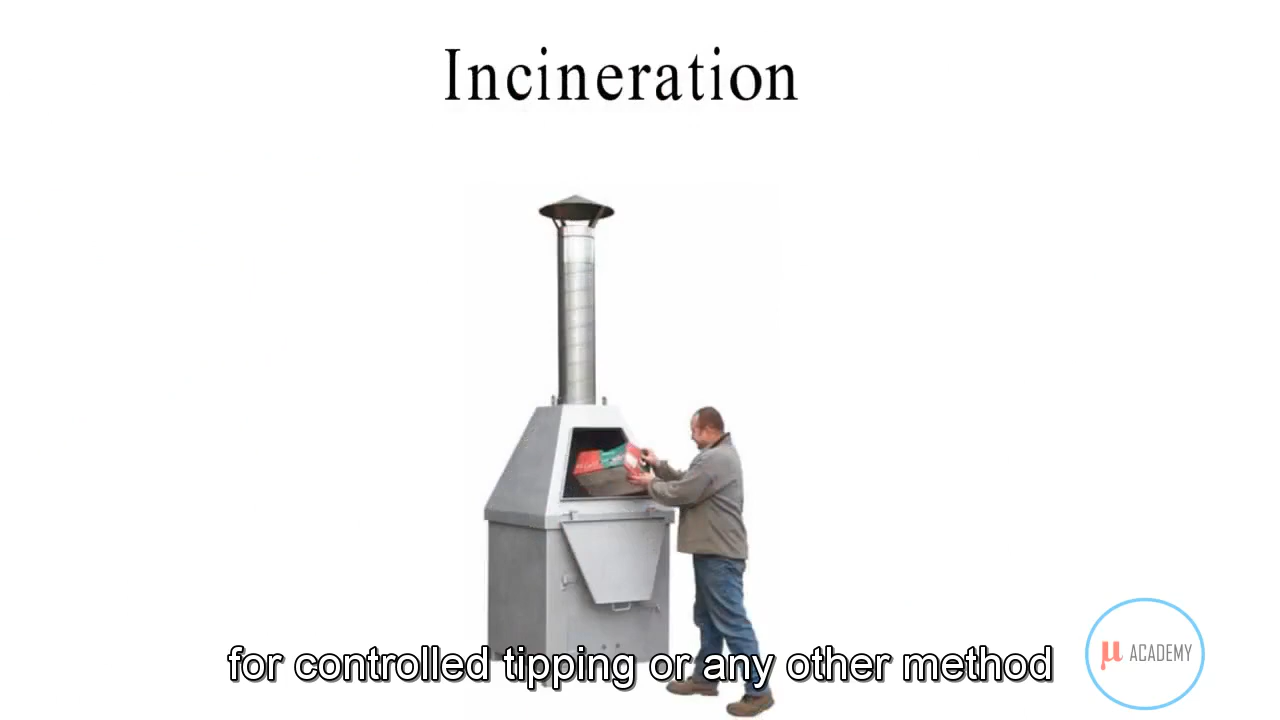 Incineration
for controlled tipping or any other method
μ ACADEMY